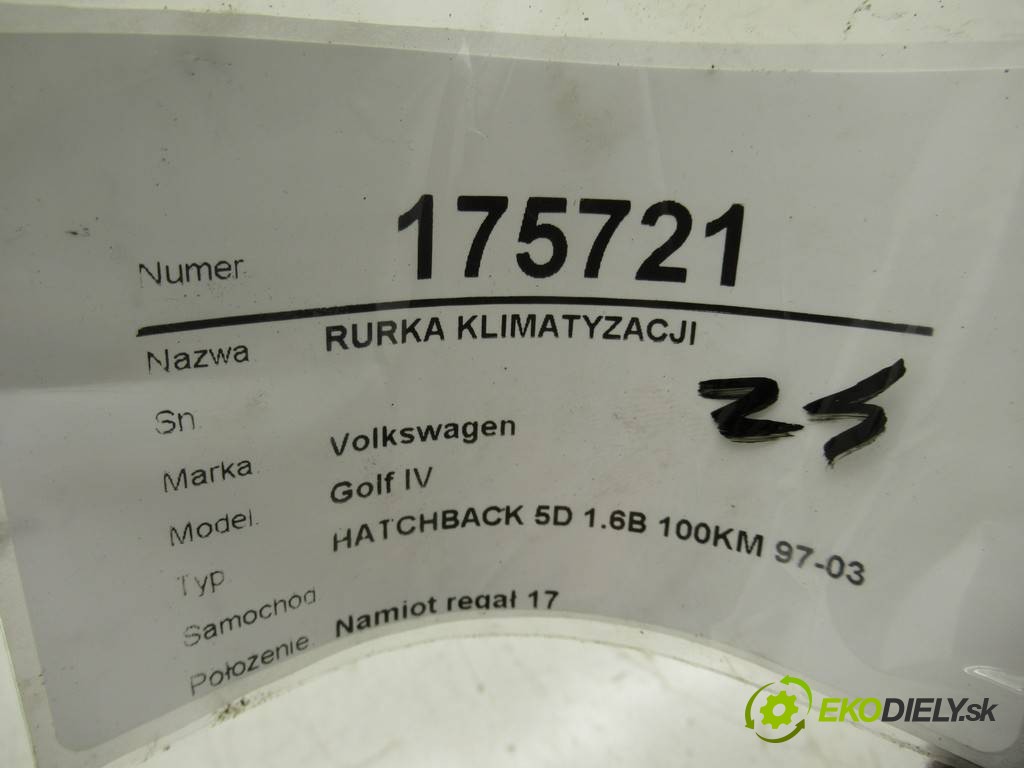 Numer 175721
Nazwa RURKA KLIMATYZACJI
Sn
Marka Volkswagen
Model Golf IV
Typ HATCHBACK 5D 1.6B 100KM 97-03
Samochód
Położenie Namiot regał 17
EKODIELY.sk